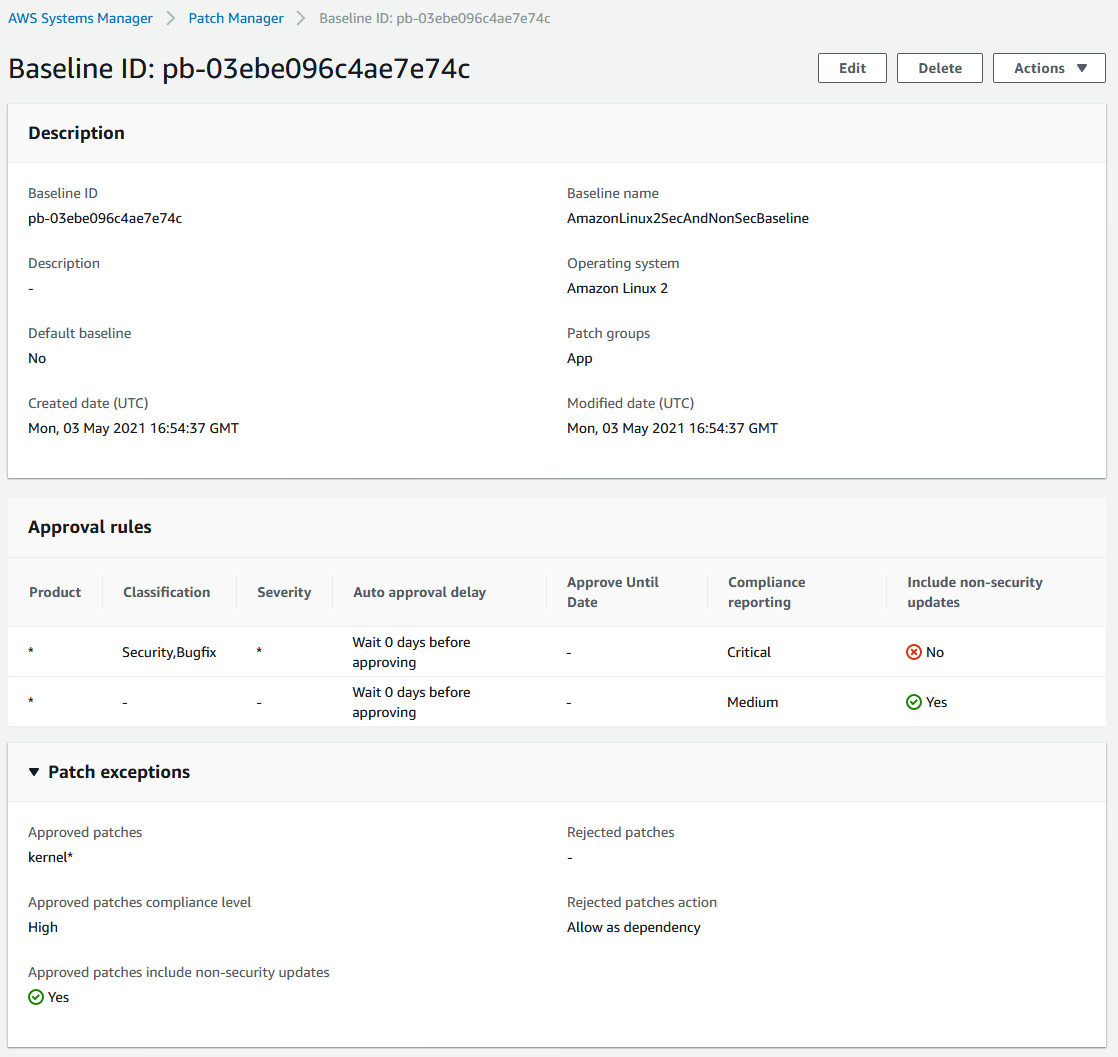 AWS Systems Manager > Patch Manager > Baseline ID: pb-03ebe096c4ae7e74c
Baseline ID: pb-03ebe096c4ae7e74c
Edit
Delete
Actions ▼
Description
Baseline ID
pb-03ebe096c4ae7e74c
Baseline name
AmazonLinux2SecAndNonSecBaseline
Description
-
Operating system
Amazon Linux 2
Default baseline
No
Patch groups
App
Created date (UTC)
Mon, 03 May 2021 16:54:37 GMT
Modified date (UTC)
Mon, 03 May 2021 16:54:37 GMT
Approval rules
Product
Classification
Severity
Auto approval delay
Approve Until
Date
Compliance
reporting
Include non-security
updates
*
Security,Bugfix
*
Wait 0 days before
approving
-
Critical
No
*
-
-
Wait 0 days before
approving
-
Medium
Yes
▼ Patch exceptions
Approved patches
kernel*
Rejected patches
-
Approved patches compliance level
High
Rejected patches action
Allow as dependency
Approved patches include non-security updates
Yes